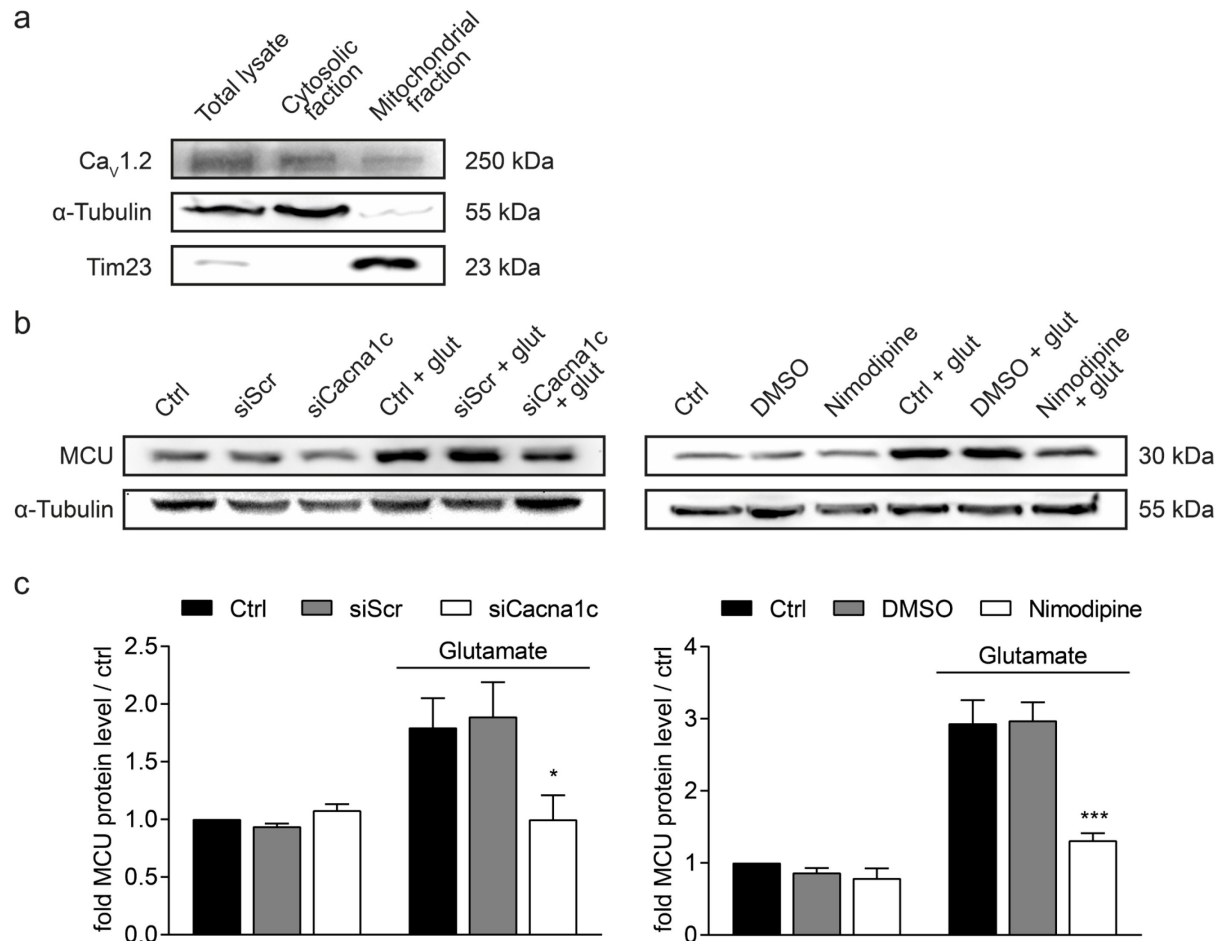 a
Total lysate
Cytosolic
faction
Mitochondrial
fraction
Cav1.2
250 kDa
α-Tubulin
55 kDa
Tim23
23 kDa
b
Ctrl
siScr
siCacna1c
Ctrl + glut
siScr + glut
siCacna1c
+ glut
Ctrl
DMSO
Nimodipine
Ctrl + glut
DMSO + glut
Nimodipine
+ glut
MCU
30 kDa
α-Tubulin
55 kDa
c
Ctrl siScr siCacna1c
fold MCU protein level / ctrl
2.5
2.0
1.5
1.0
0.5
0.0
Glutamate
*
Ctrl DMSO Nimodipine
fold MCU protein level / ctrl
4
3
2
1
0
Glutamate
***